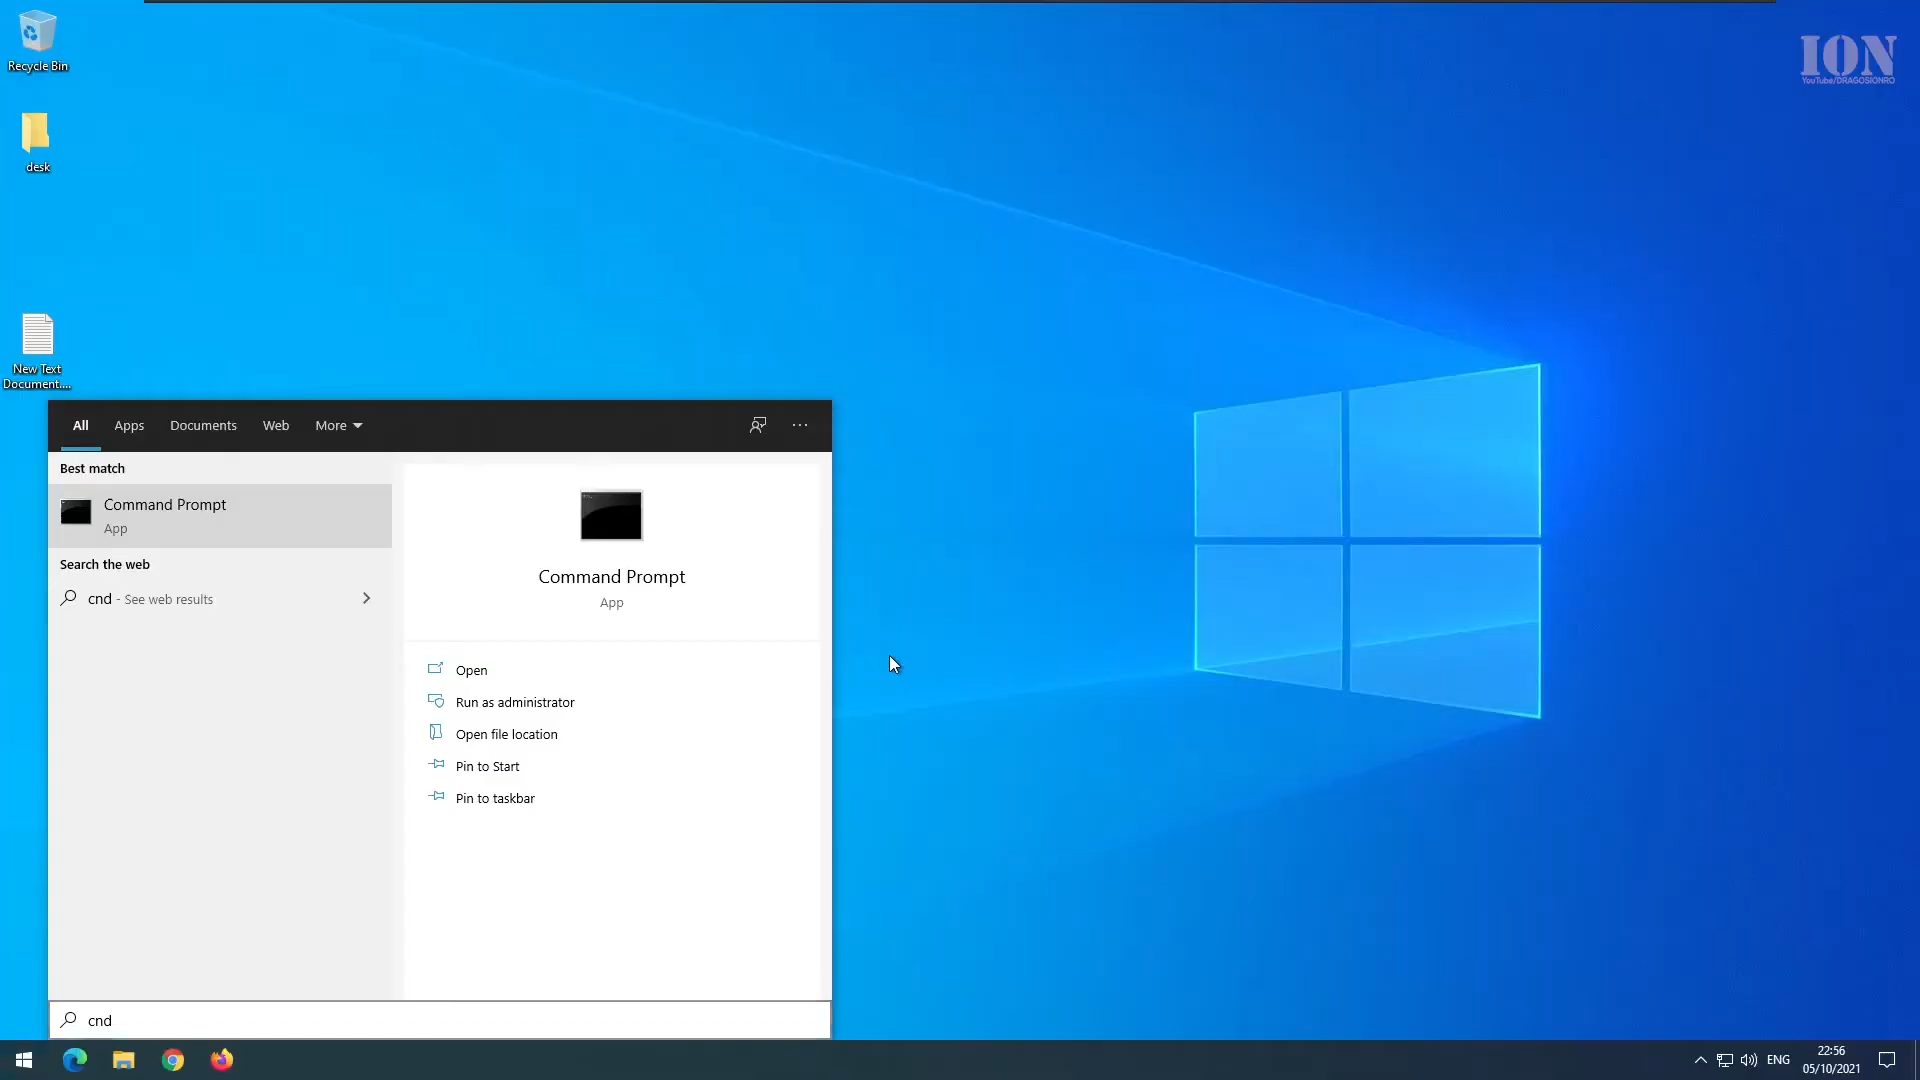 Recycle Bin
desk
New Text
Document....
ION
YouTube/DRAGOSIONRO
All Apps Documents Web More
Best match
Command Prompt
App
Search the web
cnd - See web results
Command Prompt
App
Open
Run as administrator
Open file location
Pin to Start
Pin to taskbar
cnd
ENG
22:56
05/10/2021